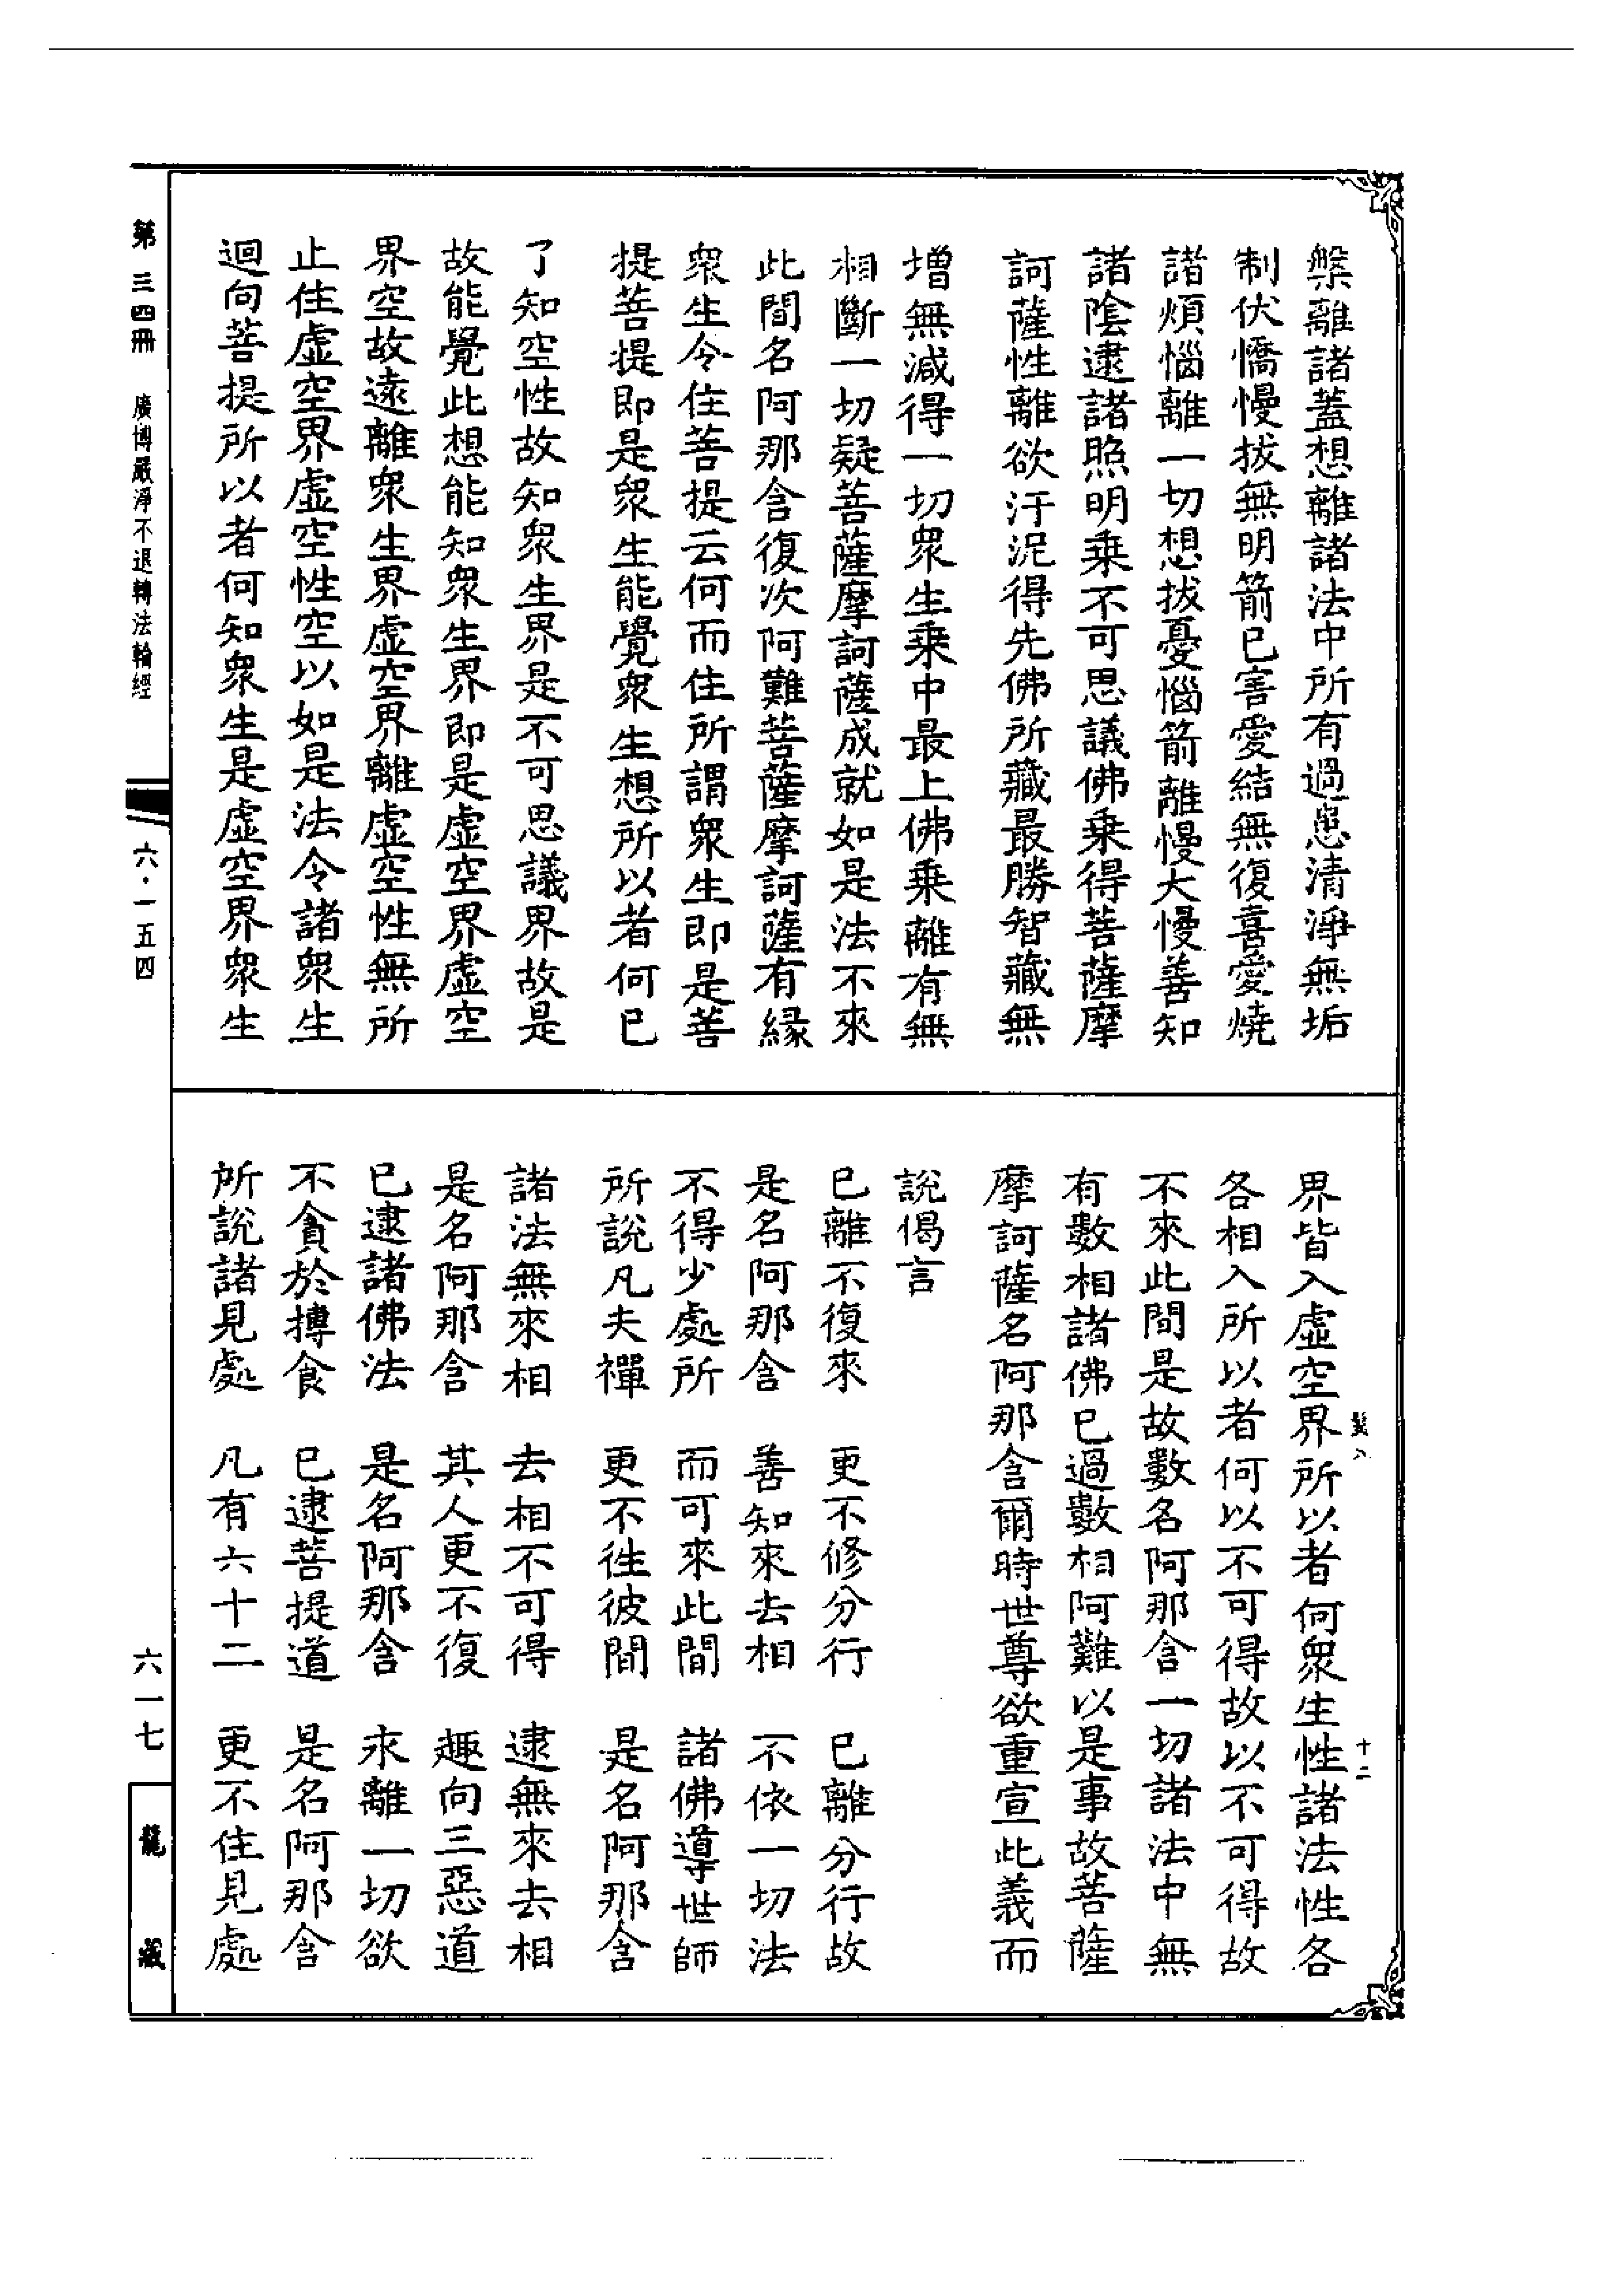 槃離諸蓋想離諸法中所有過患清淨無垢
制伏憍慢拔無明箭已害愛結無復喜愛燒
諸煩惱離一切想拔憂惱箭離慢大慢善知
諸陰逮諸照明乘不可思議佛乘得菩薩摩
訶薩性離欲汙泥得先佛所藏最勝智藏無
增無減得一切眾生乘中最上佛乘離有無
相斷一切疑菩薩摩訶薩成就如是法不來
此間名阿那含復次阿難菩薩摩訶薩有緣
眾生令住菩提云何而住所謂眾生即是菩
提菩提即是眾生能覺眾生想所以者何已
了知空性故知眾生界是不可思議界故是
故能覺此想能知眾生界即是虛空界虛空
界空故遠離眾生界虛空界離虛空性無所
止住虛空界虛空性空以如是法令諸眾生
迴向菩提所以者何知眾生是虛空界眾生
界皆入虛空界所以者何眾生性諸法性各
各相入所以者何以不可得故以不可得故
不來此間是故數名阿那含一切諸法中無
有數相諸佛已過數相阿難以是事故菩薩
摩訶薩名阿那含爾時世尊欲重宣此義而
說偈言
已離不復來　更不修分行　已離分行故
是名阿那含　善知來去相　不依一切法
不得少處所　而可來此間　諸佛導世師
所說凡夫禪　更不往彼間　是名阿那含
諸法無來相　去相不可得　逮無來去相
是名阿那含　其人更不復　趣向三惡道
已逮諸佛法　是名阿那含　永離一切欲
不貪於摶食　已逮菩提道　是名阿那含
所說諸見處　凡有六十二　更不住見處
第三四冊　廣博嚴淨不退轉法輪經
六·一五四
六一七
龍藏
十二